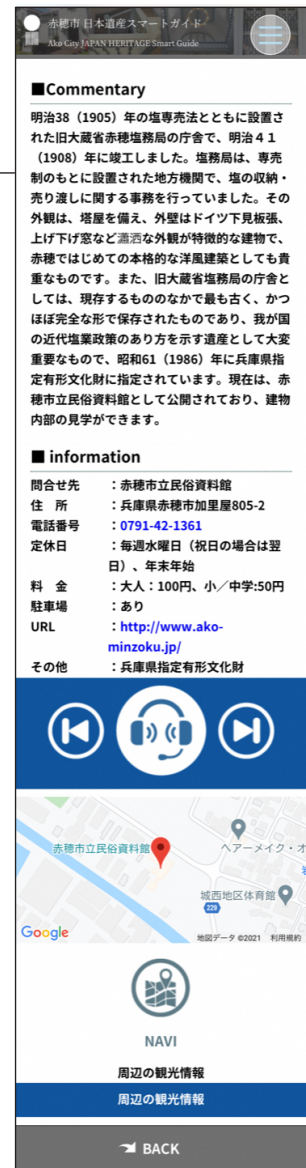 赤穂市 日本遺産スマートガイド
Ako City JAPAN HERITAGE Smart Guide
■Commentary
明治38（1905）年の塩専売法とともに設置さ
れた旧大蔵省赤穂塩務局の庁舎で、明治４１
（1908）年に竣工しました。塩務局は、専売
制のもとに設置された地方機関で、塩の収納・
売り渡しに関する事務を行っていました。その
外観は、塔屋を備え、外壁はドイツ下見板張、
上げ下げ窓など瀟洒な外観が特徴的な建物で、
赤穂ではじめての本格的な洋風建築としても貴
重なものです。また、旧大蔵省塩務局の庁舎と
しては、現存するもののなかで最も古く、かつ
ほぼ完全な形で保存されたものであり、我が国
の近代塩業政策のあり方を示す遺産として大変
重要なもので、昭和61（1986）年に兵庫県指
定有形文化財に指定されています。現在は、赤
穂市立民俗資料館として公開されており、建物
内部の見学ができます。
■ information
問合せ先 ：赤穂市立民俗資料館
住　所 ：兵庫県赤穂市加里屋805-2
電話番号 ：0791-42-1361
定休日 ：毎週水曜日（祝日の場合は翌
日）、年末年始
料　金 ：大人：100円、小／中学:50円
駐車場 ：あり
URL ：http://www.ako-
minzoku.jp/
その他 ：兵庫県指定有形文化財
赤穂市立民俗資料館
ヘアーメイク・オ
城西地区体育館
229
Google
地図データ ©2021 利用規約
NAVI
周辺の観光情報
周辺の観光情報
BACK